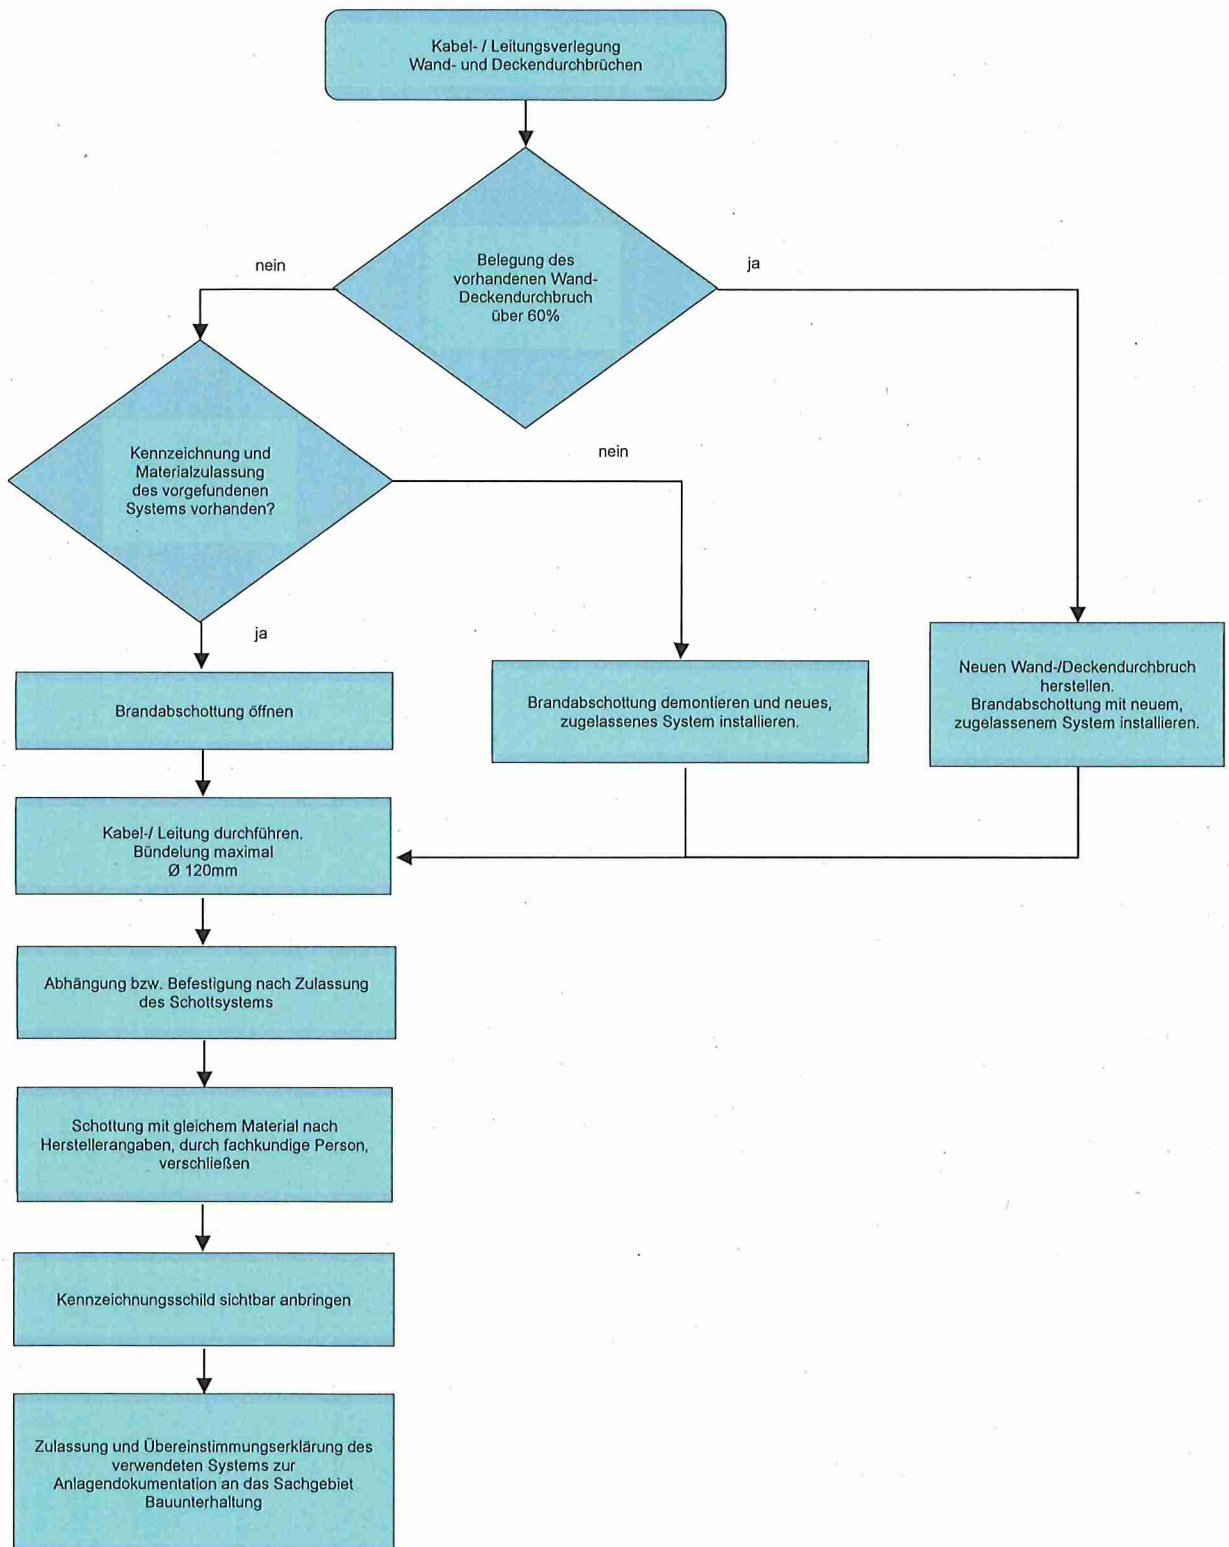 Kabel- / Leitungsverlegung
Wand- und Deckendurchbrüchen
Belegung des
vorhandenen Wand-
Deckendurchbruch
über 60%
nein
ja
Kennzeichnung und
Materialzulassung
des vorgefundenen
Systems vorhanden?
nein
ja
Brandabschottung öffnen
Brandabschottung demontieren und neues,
zugelassenes System installieren.
Neuen Wand-/Deckendurchbruch
herstellen.
Brandabschottung mit neuem,
zugelassenem System installieren.
Kabel-/ Leitung durchführen.
Bündelung maximal
Ø 120mm
Abhängung bzw. Befestigung nach Zulassung
des Schottsystems
Schottung mit gleichem Material nach
Herstellerangaben, durch fachkundige Person,
verschließen
Kennzeichnungsschild sichtbar anbringen
Zulassung und Übereinstimmungserklärung des
verwendeten Systems zur
Anlagendokumentation an das Sachgebiet
Bauunterhaltung